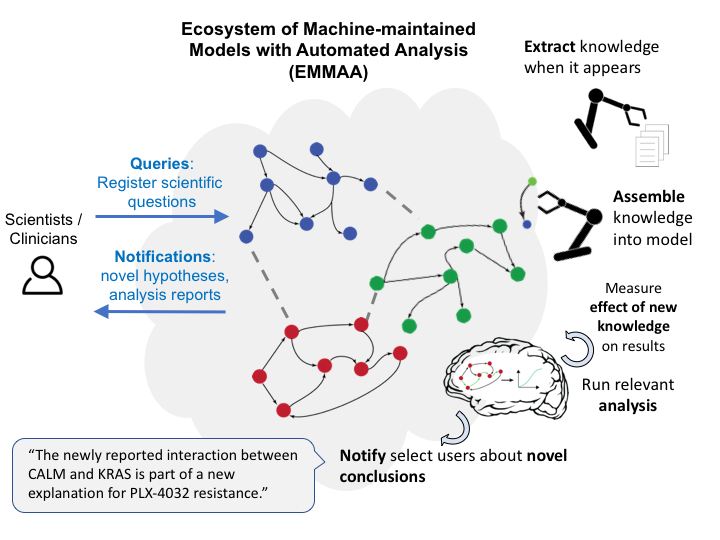 Ecosystem of Machine-maintained
Models with Automated Analysis
(EMMAA)
Extract knowledge
when it appears
Queries:
Register scientific
questions
Scientists /
Clinicians
Notifications:
novel hypotheses,
analysis reports
Assemble
knowledge
into model
Measure
effect of new
knowledge
on results
Run relevant
analysis
Notify select users about novel
conclusions
“The newly reported interaction between
CALM and KRAS is part of a new
explanation for PLX-4032 resistance.”